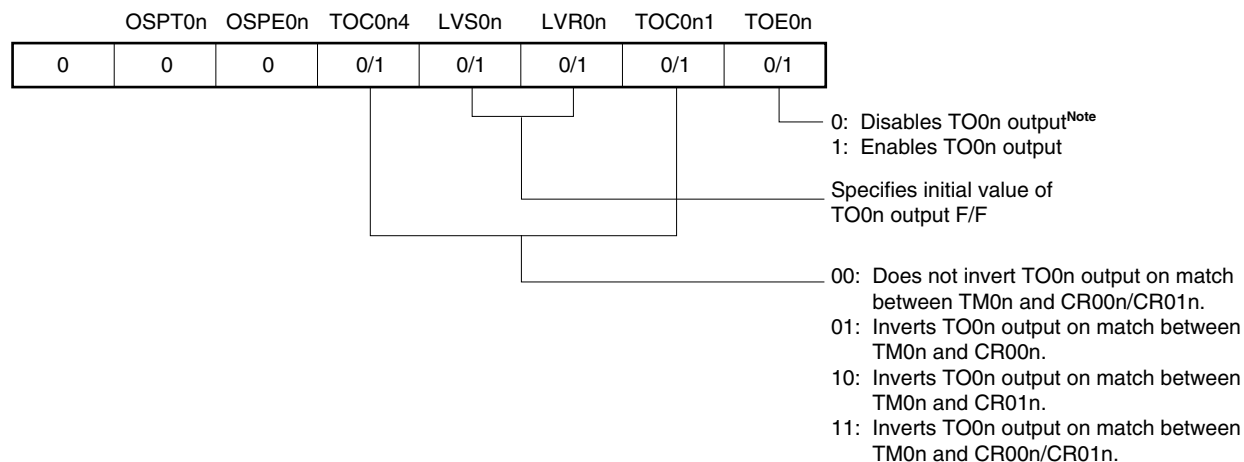 OSPT0n OSPE0n TOC0n4 LVS0n LVR0n TOC0n1 TOE0n
0 0 0 0/1 0/1 0/1 0/1 0/1
0: Disables TO0n output^Note
1: Enables TO0n output
Specifies initial value of
TO0n output F/F
00: Does not invert TO0n output on match
between TM0n and CR00n/CR01n.
01: Inverts TO0n output on match between
TM0n and CR00n.
10: Inverts TO0n output on match between
TM0n and CR01n.
11: Inverts TO0n output on match between
TM0n and CR00n/CR01n.